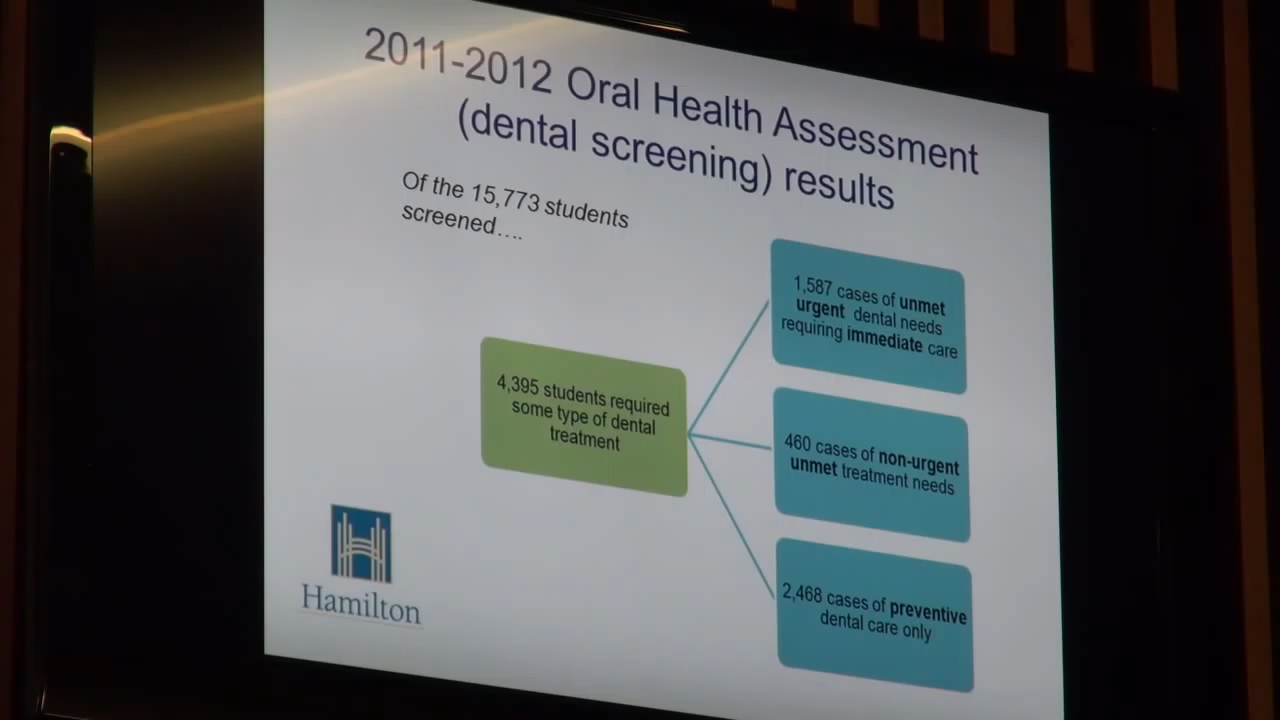 2011-2012 Oral Health Assessment
(dental screening) results
Of the 15,773 students
screened….
4,395 students required
some type of dental
treatment
1,587 cases of unmet
urgent dental needs
requiring immediate care
460 cases of non-urgent
unmet treatment needs
2,468 cases of preventive
dental care only
Hamilton